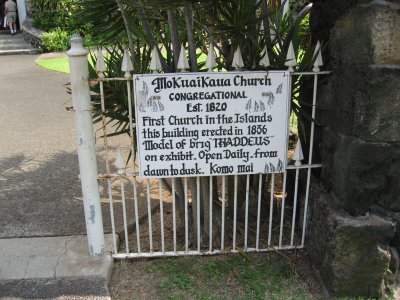 MoKuaiKaua Church
CONGREGATIONAL
EST. 1820
FIRST CHURCH in THE ISLANDS
this building erected in 1836
Model of brig THADDEUS
on exhibit. Open Daily-from
dawn to dusk. Komo mai